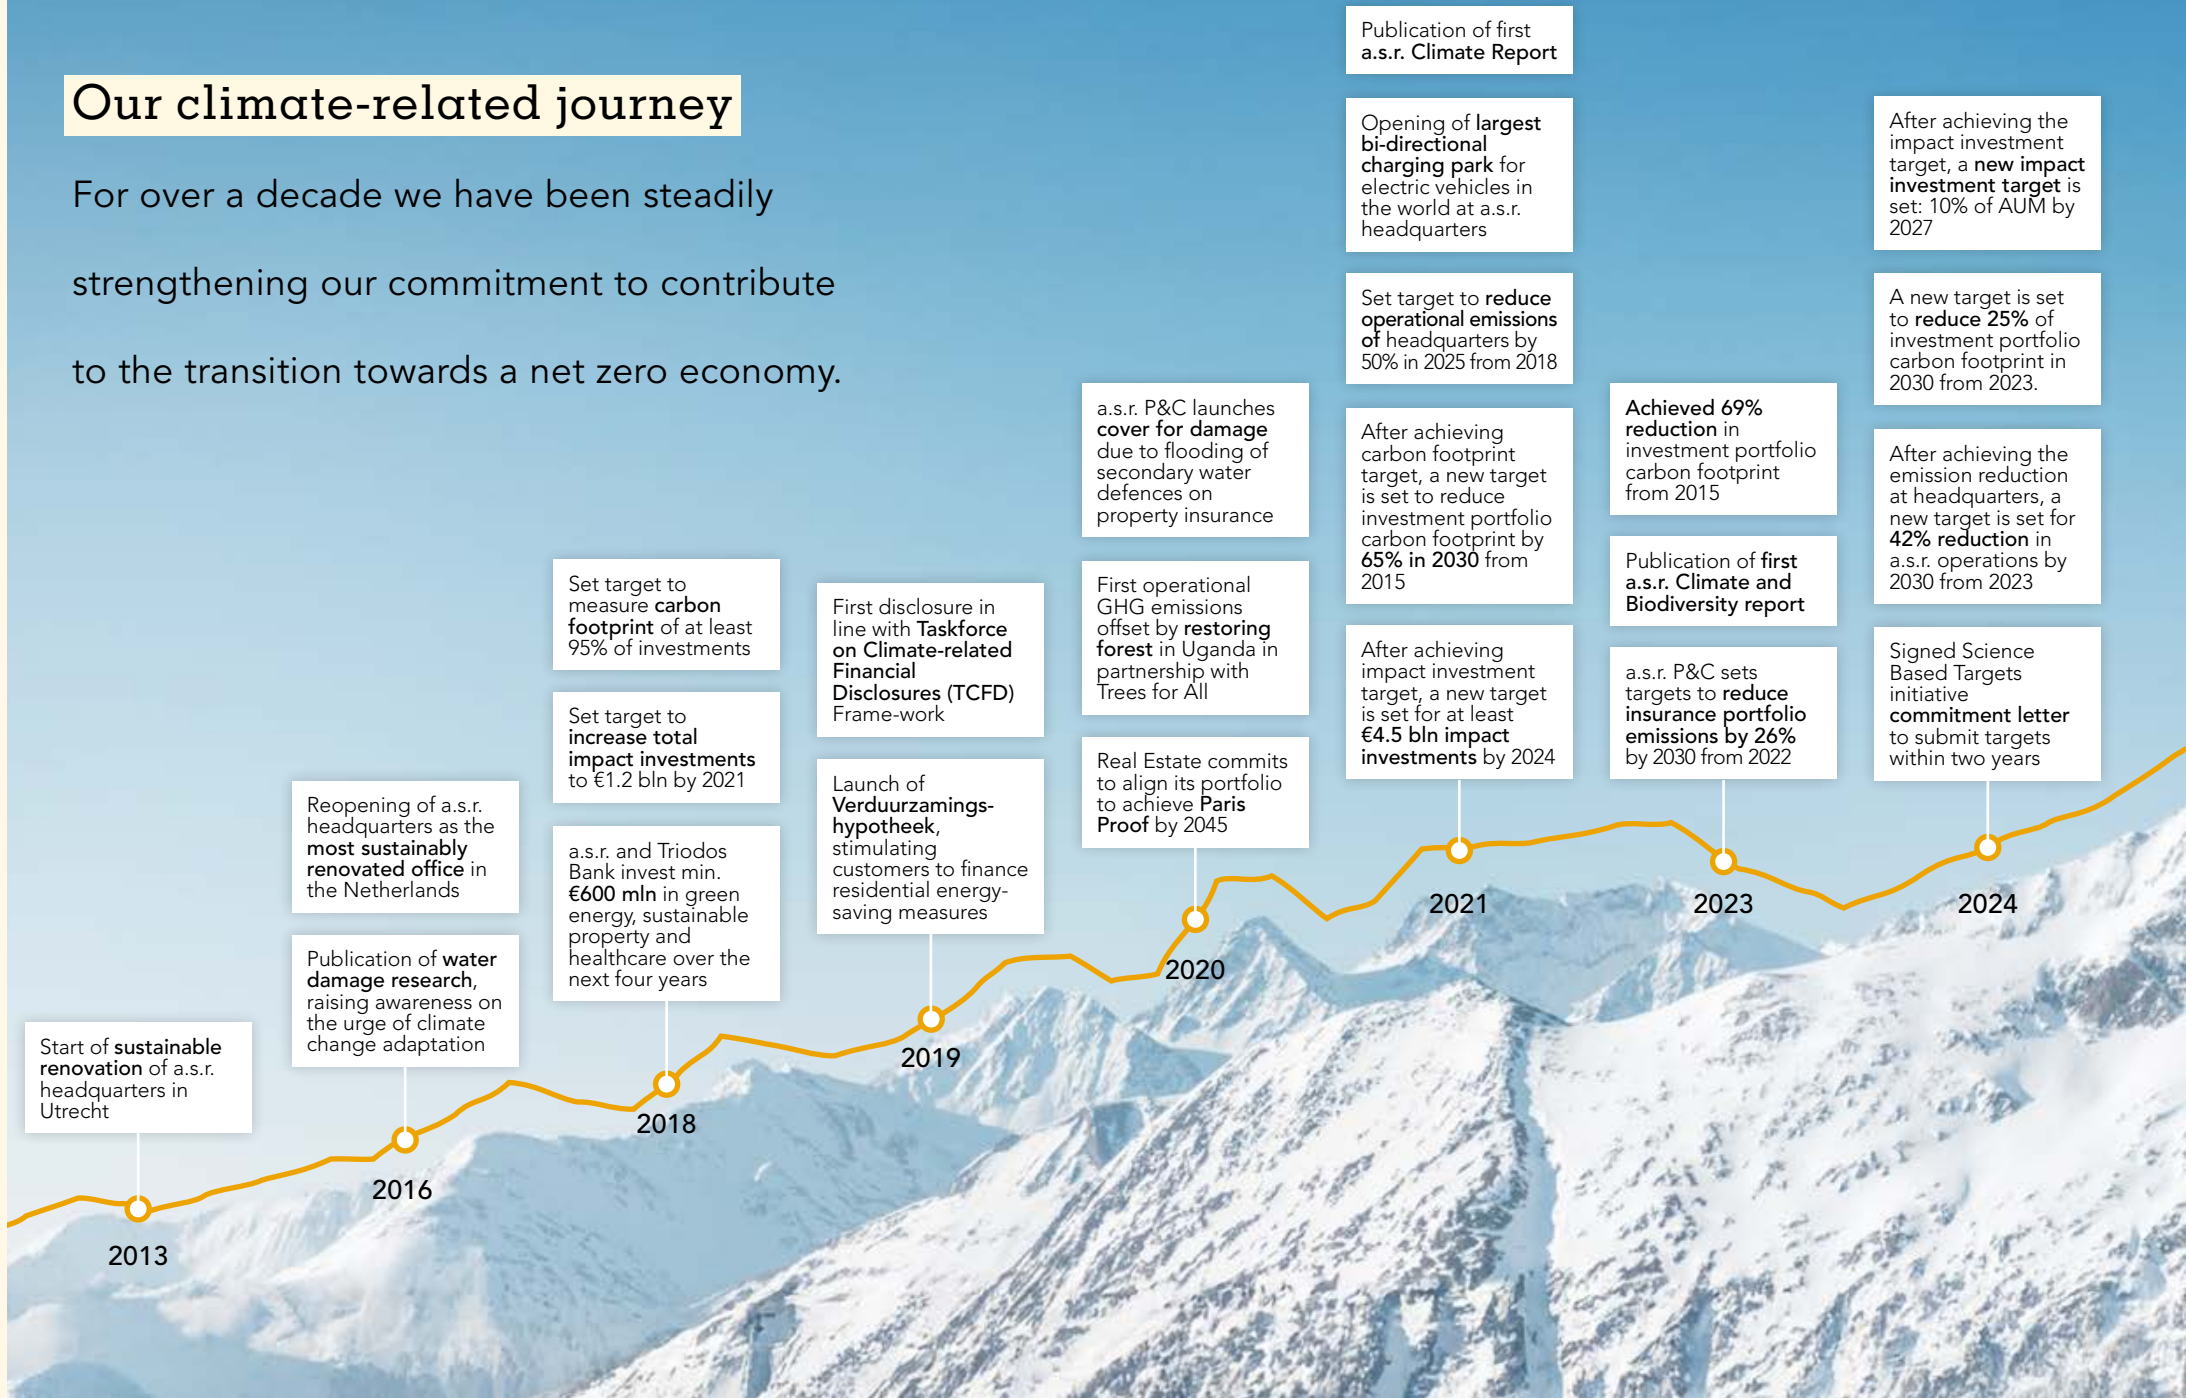 Our climate-related journey
For over a decade we have been steadily
strengthening our commitment to contribute
to the transition towards a net zero economy.
Start of sustainable
renovation of a.s.r.
headquarters in
Utrecht
2013
Reopening of a.s.r.
headquarters as the
most sustainably
renovated office in
the Netherlands
Publication of water
damage research,
raising awareness on
the urge of climate
change adaptation
2016
Set target to
measure carbon
footprint of at least
95% of investments
Set target to
increase total
impact investments
to €1.2 bln by 2021
a.s.r. and Triodos
Bank invest min.
€600 mln in green
energy, sustainable
property and
healthcare over the
next four years
2018
First disclosure in
line with Taskforce
on Climate-related
Financial
Disclosures (TCFD)
Frame-work
Launch of
Verduurzamings-
hypotheek,
stimulating
customers to finance
residential energy-
saving measures
2019
a.s.r. P&C launches
cover for damage
due to flooding of
secondary water
defences on
property insurance
First operational
GHG emissions
offset by restoring
forest in Uganda in
partnership with
Trees for All
Real Estate commits
to align its portfolio
to achieve Paris
Proof by 2045
2020
Publication of first
a.s.r. Climate Report
Opening of largest
bi-directional
charging park for
electric vehicles in
the world at a.s.r.
headquarters
Set target to reduce
operational emissions
of headquarters by
50% in 2025 from 2018
After achieving
carbon footprint
target, a new target
is set to reduce
investment portfolio
carbon footprint by
65% in 2030 from
2015
After achieving
impact investment
target, a new target
is set for at least
€4.5 bln impact
investments by 2024
2021
Achieved 69%
reduction in
investment portfolio
carbon footprint
from 2015
Publication of first
a.s.r. Climate and
Biodiversity report
a.s.r. P&C sets
targets to reduce
insurance portfolio
emissions by 26%
by 2030 from 2022
2023
After achieving the
impact investment
target, a new impact
investment target is
set: 10% of AUM by
2027
A new target is set
to reduce 25% of
investment portfolio
carbon footprint in
2030 from 2023.
After achieving the
emission reduction
at headquarters, a
new target is set for
42% reduction in
a.s.r. operations by
2030 from 2023
Signed Science
Based Targets
initiative
commitment letter
to submit targets
within two years
2024